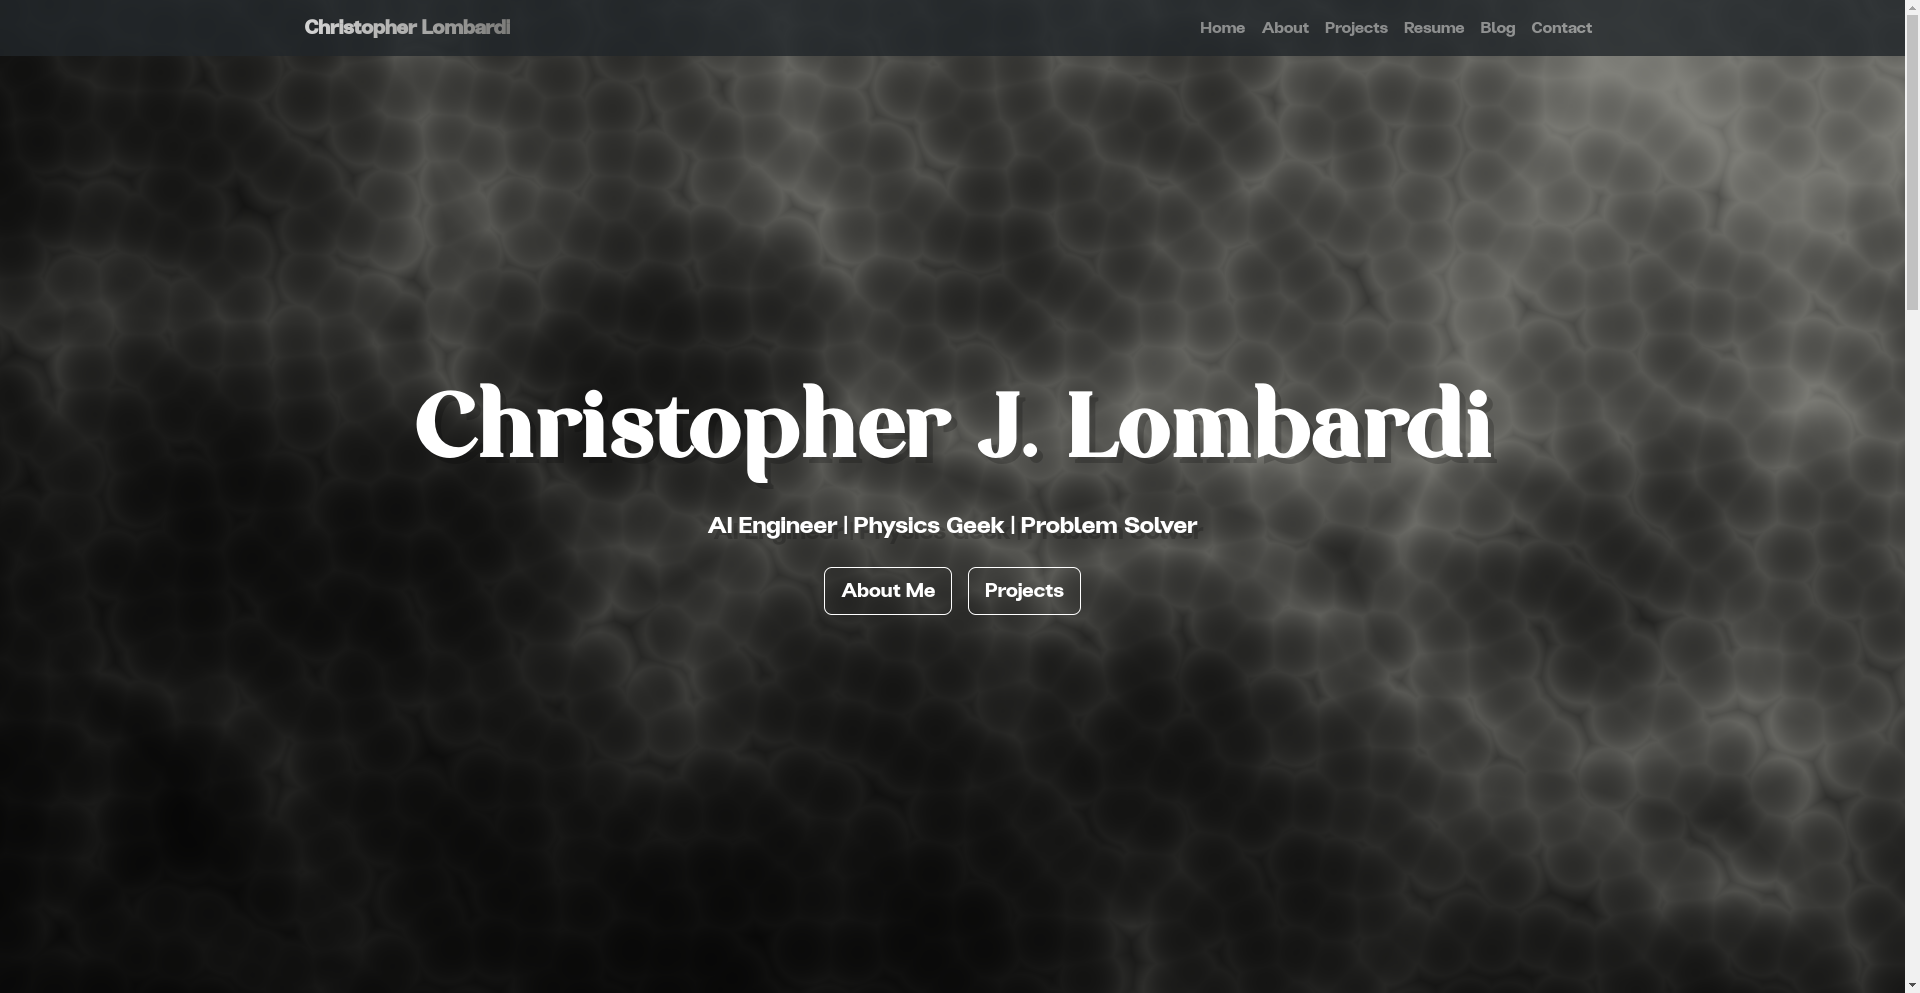 Christopher Lombardi
Home About Projects Resume Blog Contact
Christopher J. Lombardi
AI Engineer | Physics Geek | Problem Solver
About Me Projects